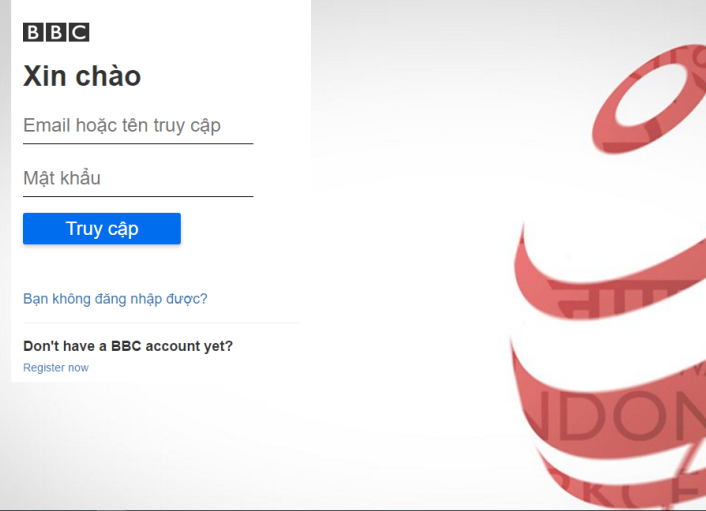 BBC
Xin chào
Email hoặc tên truy cập
Mật khẩu
Truy cập
Bạn không đăng nhập được?
Don't have a BBC account yet?
Register now